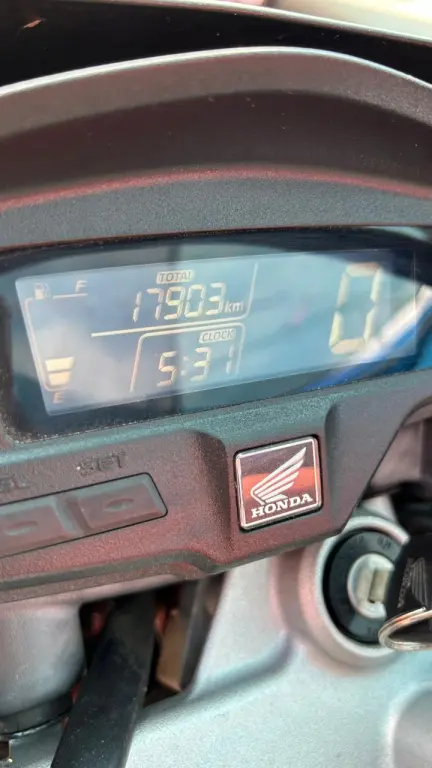 TOTAL
F
17903 km
CLOCK
5:31
0
E
SET
HONDA